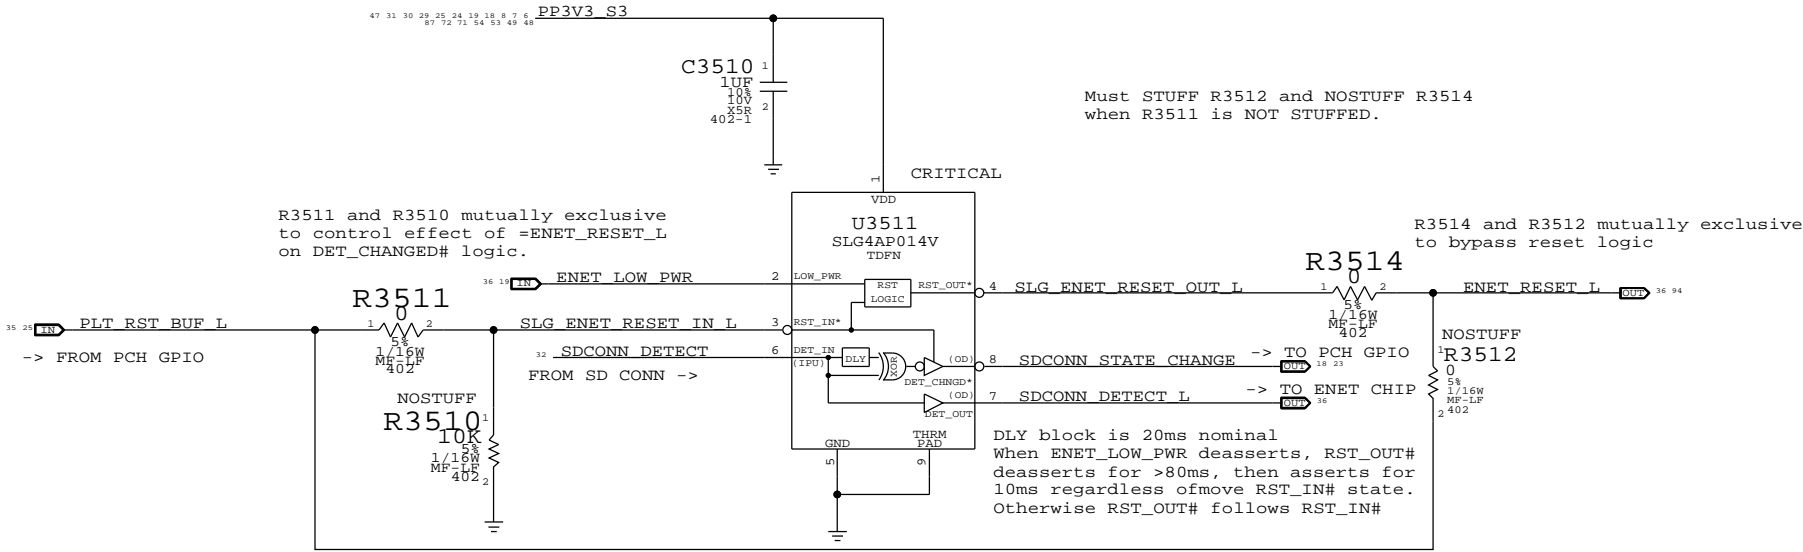 47 31 30 29 25 24 19 18 8 7 6
87 72 71 54 53 49 48
PP3V3_S3
C3510
1UF
10%
10V
X5R
402-1
1
2
Must STUFF R3512 and NOSTUFF R3514
when R3511 is NOT STUFFED.
CRITICAL
1
VDD
U3511
SLG4AP014V
TDFN
R3511 and R3510 mutually exclusive
to control effect of =ENET_RESET_L
on DET_CHANGED# logic.
R3514 and R3512 mutually exclusive
to bypass reset logic
36 19
IN
ENET_LOW_PWR
2
LOW_PWR
RST
LOGIC
RST_OUT*
4
SLG_ENET_RESET_OUT_L
R3514
0
1
2
5%
1/16W
MF-LF
402
ENET_RESET_L
OUT
36 94
35 25
IN
PLT_RST_BUF_L
-> FROM PCH GPIO
R3511
0
1
2
5%
1/16W
MF-LF
402
SLG_ENET_RESET_IN_L
3
RST_IN*
32
SDCONN_DETECT
6
DET_IN
(IPU)
FROM SD CONN ->
DLY
XOR
(OD)
DET_CHNGD*
8
SDCONN_STATE_CHANGE
-> TO PCH GPIO
OUT
18 23
(OD)
DET_OUT
7
SDCONN_DETECT_L
-> TO ENET CHIP
OUT
36
NOSTUFF
1
R3512
0
5%
1/16W
MF-LF
402
2
NOSTUFF
R3510
1
10K
5%
1/16W
MF-LF
402
2
GND
THRM
PAD
5
9
DLY block is 20ms nominal
When ENET_LOW_PWR deasserts, RST_OUT#
deasserts for >80ms, then asserts for
10ms regardless ofmove RST_IN# state.
Otherwise RST_OUT# follows RST_IN#